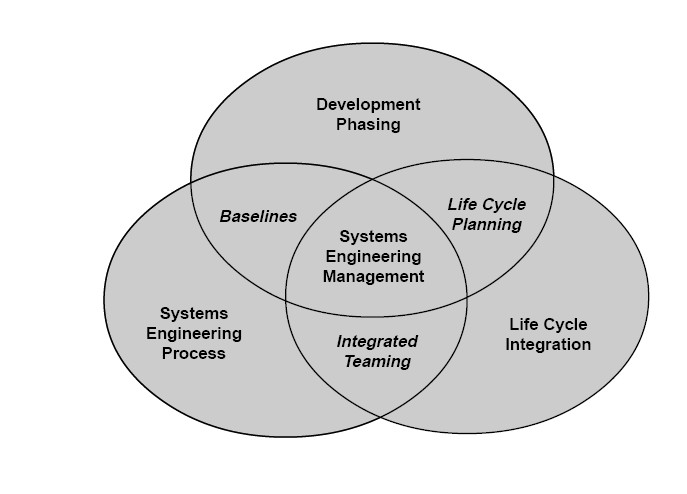 Development
Phasing
Baselines
Life Cycle
Planning
Systems
Engineering
Management
Systems
Engineering
Process
Integrated
Teaming
Life Cycle
Integration